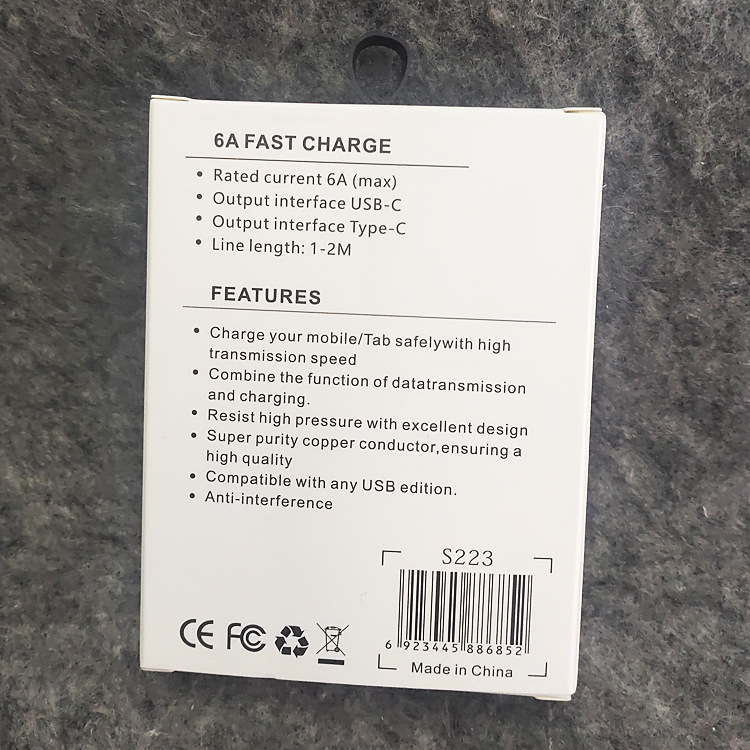 6A FAST CHARGE
• Rated current 6A (max)
• Output interface USB-C
• Output interface Type-C
• Line length: 1-2M
FEATURES
• Charge your mobile/Tab safelywith high
transmission speed
• Combine the function of datatransmission
and charging.
• Resist high pressure with excellent design
• Super purity copper conductor,ensuring a
high quality
• Compatible with any USB edition.
• Anti-interference
S223
6 923445 886852
Made in China
CE FC